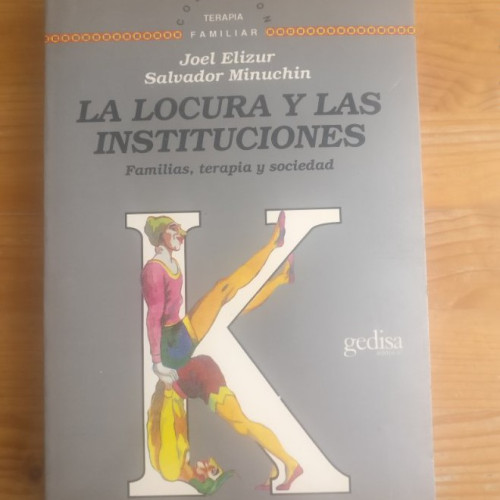 TERAPIA
FAMILIAR
Joel Elizur
Salvador Minuchin
LA LOCURA Y LAS
INSTITUCIONES
Familias, terapia y sociedad
K
gedisa